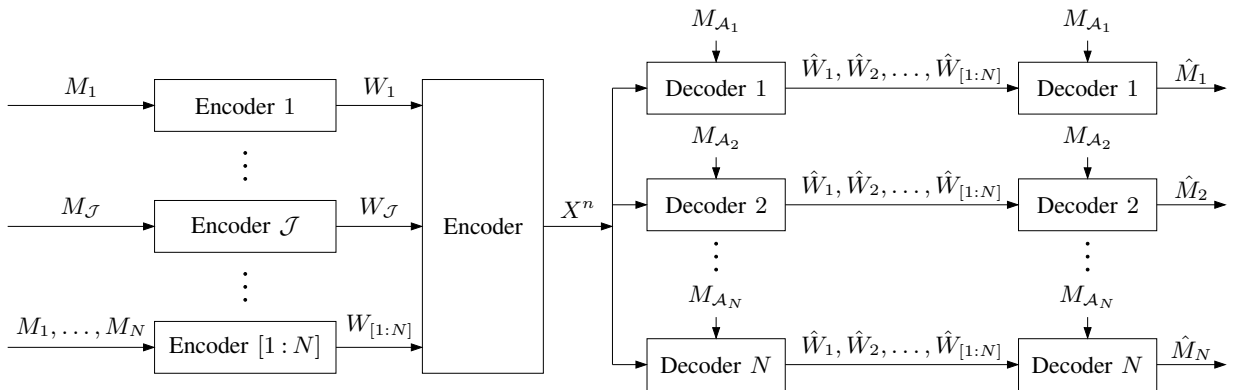 M_{\mathcal{A}_1} M_{\mathcal{A}_1}
M_1 Encoder 1 W_1 Decoder 1 \hat{W}_1, \hat{W}_2, \ldots, \hat{W}_{[1:N]} Decoder 1 \hat{M}_1
M_{\mathcal{A}_2} M_{\mathcal{A}_2}
M_{\mathcal{J}} Encoder \mathcal{J} W_{\mathcal{J}} Encoder X^n Decoder 2 \hat{W}_1, \hat{W}_2, \ldots, \hat{W}_{[1:N]} Decoder 2 \hat{M}_2
M_{\mathcal{A}_N} M_{\mathcal{A}_N}
M_1, \ldots, M_N Encoder [1:N] W_{[1:N]} Decoder N \hat{W}_1, \hat{W}_2, \ldots, \hat{W}_{[1:N]} Decoder N \hat{M}_N